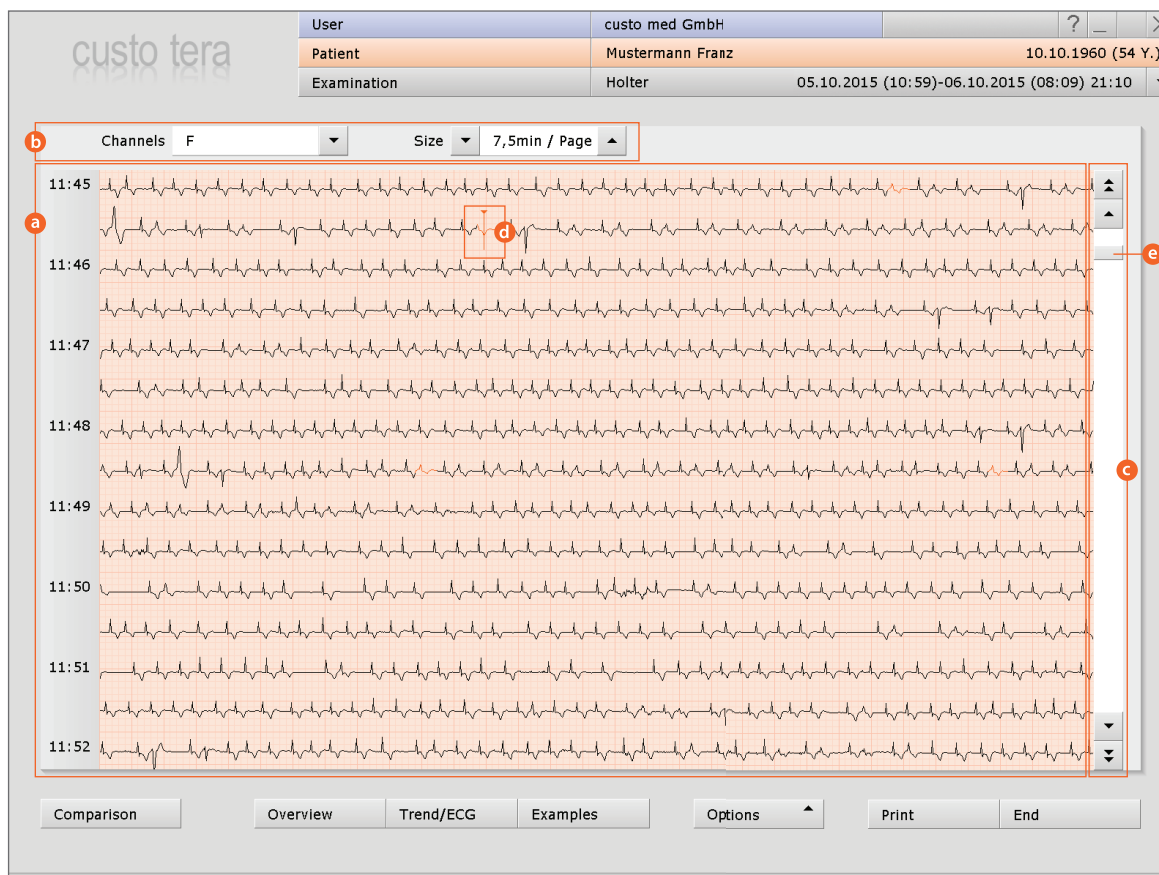 custo tera
User custo med GmbH ? _
Patient Mustermann Franz 10.10.1960 (54 Y.)
Examination Holter 05.10.2015 (10:59)-06.10.2015 (08:09) 21:10
b Channels F Size 7,5min / Page
11:45
a
d
11:46
e
11:47
11:48
c
11:49
11:50
11:51
11:52
Comparison Overview Trend/ECG Examples Options Print End